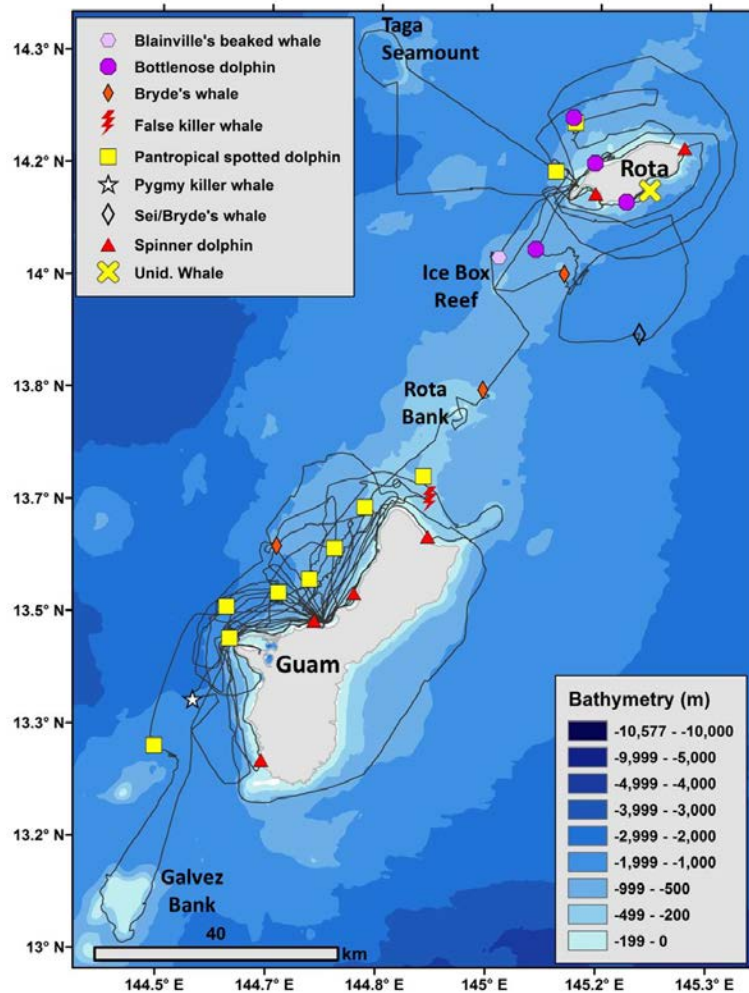 Blainville's beaked whale
Bottlenose dolphin
Bryde's whale
False killer whale
Pantropical spotted dolphin
Pygmy killer whale
Sei/Bryde's whale
Spinner dolphin
Unid. Whale
Taga
Seamount
Rota
Ice Box
Reef
Rota
Bank
Guam
Galvez
Bank
40
km
Bathymetry (m)
-10,577 - -10,000
-9,999 - -5,000
-4,999 - -4,000
-3,999 - -3,000
-2,999 - -2,000
-1,999 - -1,000
-999 - -500
-499 - -200
-199 - 0
14.3° N
14.2° N
14° N
13.8° N
13.7° N
13.5° N
13.3° N
13.2° N
13° N
144.5° E
144.7° E
144.8° E
145° E
145.2° E
145.3° E